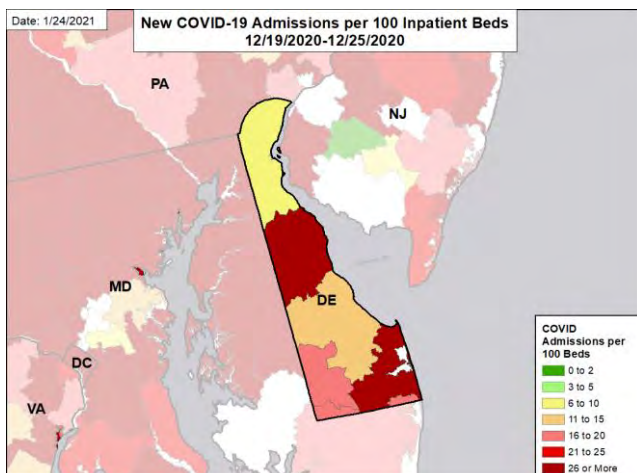 Date: 1/24/2021
New COVID-19 Admissions per 100 Inpatient Beds
12/19/2020-12/25/2020
PA
NJ
MD
DE
DC
VA
COVID
Admissions per
100 Beds
0 to 2
3 to 5
6 to 10
11 to 15
16 to 20
21 to 25
26 or More